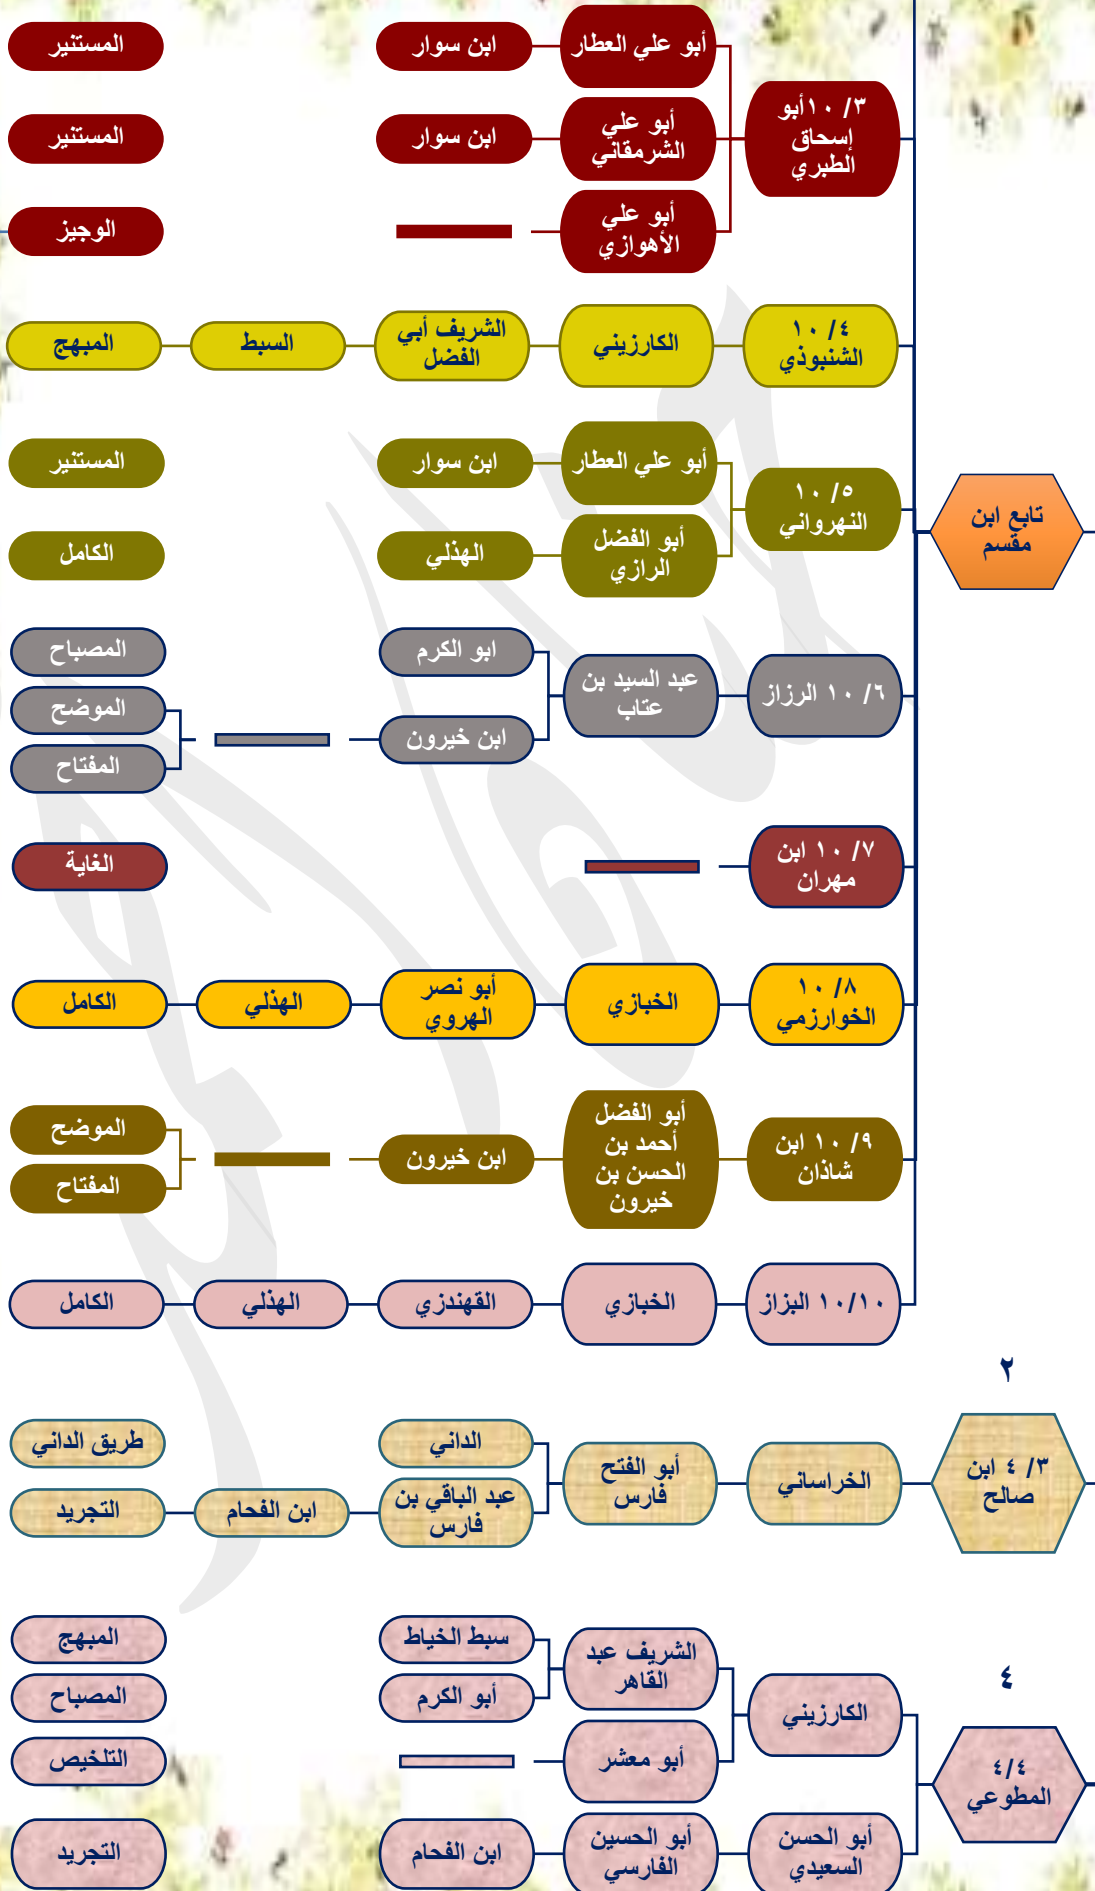 تابع ابن
مقسم
٣/ ١٠أبو
إسحاق
الطبري
أبو علي العطار
ابن سوار
المستنير
أبو علي
الشرمقاني
ابن سوار
المستنير
أبو علي
الأهوازي
الوجيز
٤/ ١٠
الشنبوذي
الكارزيني
الشريف أبي
الفضل
السبط
المبهج
٥/ ١٠
النهرواني
أبو علي العطار
ابن سوار
المستنير
أبو الفضل
الرازي
الهذلي
الكامل
٦/ ١٠ الرزاز
عبد السيد بن
عتاب
ابو الكرم
المصباح
ابن خيرون
الموضح
المفتاح
٧/ ١٠ ابن
مهران
الغاية
٨/ ١٠
الخوارزمي
الخبازي
أبو نصر
الهروي
الهذلي
الكامل
٩/ ١٠ ابن
شاذان
أبو الفضل
أحمد بن
الحسن بن
خيرون
ابن خيرون
الموضح
المفتاح
١٠/١٠ البزاز
الخبازي
القهندزي
الهذلي
الكامل
٢
٣/ ٤ ابن
صالح
الخراساني
أبو الفتح
فارس
الداني
طريق الداني
عبد الباقي بن
فارس
ابن الفحام
التجريد
٤
٤/٤
المطوعي
الكارزيني
الشريف عبد
القاهر
سبط الخياط
المبهج
أبو الكرم
المصباح
أبو معشر
التلخيص
أبو الحسن
السعيدي
أبو الحسين
الفارسي
ابن الفحام
التجريد